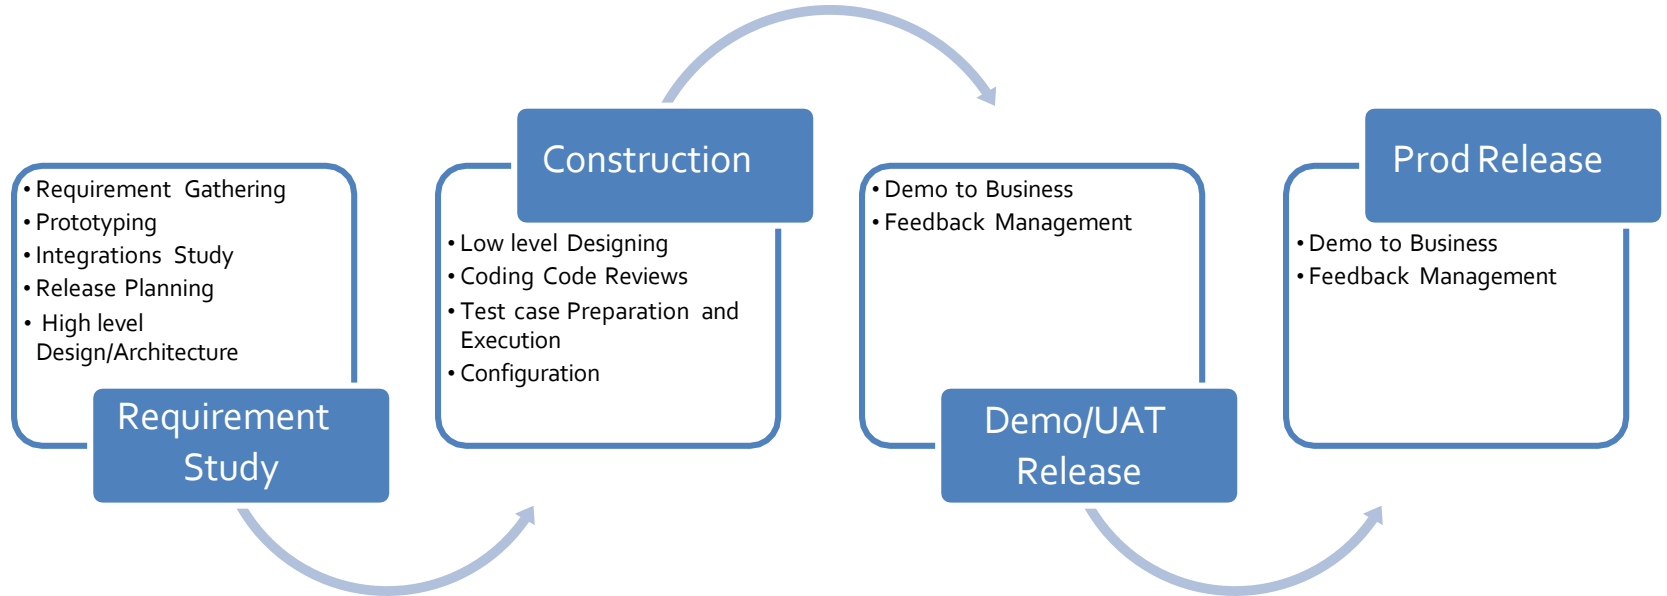 • Requirement Gathering
• Prototyping
• Integrations Study
• Release Planning
• High level
Design/Architecture
Requirement
Study
Construction
• Low level Designing
• Coding Code Reviews
• Test case Preparation and
Execution
• Configuration
• Demo to Business
• Feedback Management
Demo/UAT
Release
Prod Release
• Demo to Business
• Feedback Management